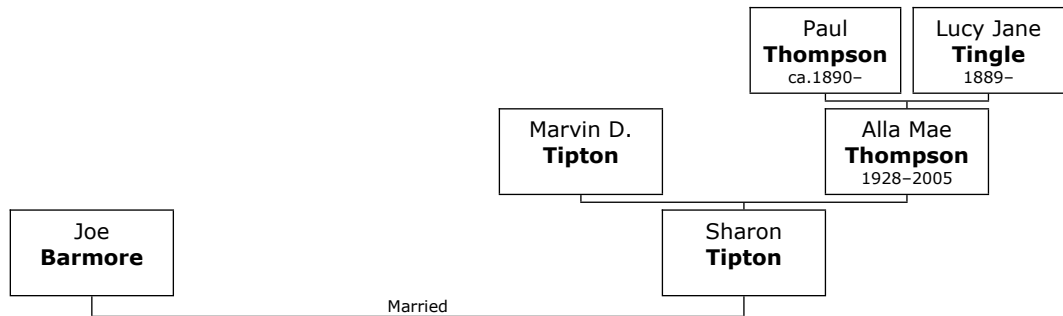 Paul
Thompson
ca.1890–
Lucy Jane
Tingle
1889–
Marvin D.
Tipton
Alla Mae
Thompson
1928–2005
Joe
Barmore
Sharon
Tipton
Married